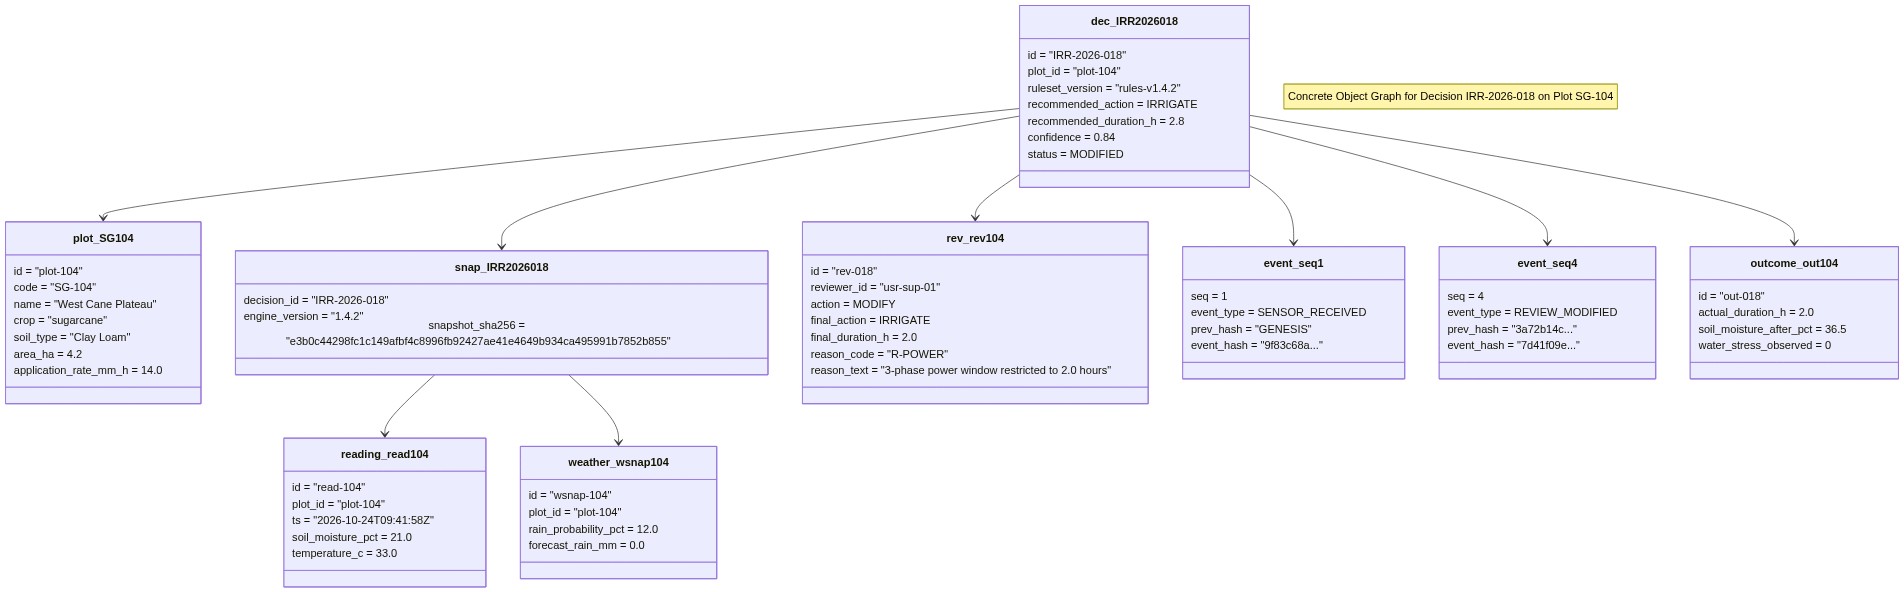 dec_IRR2026018
id = "IRR-2026-018"
plot_id = "plot-104"
ruleset_version = "rules-v1.4.2"
recommended_action = IRRIGATE
recommended_duration_h = 2.8
confidence = 0.84
status = MODIFIED
Concrete Object Graph for Decision IRR-2026-018 on Plot SG-104
plot_SG104
id = "plot-104"
code = "SG-104"
name = "West Cane Plateau"
crop = "sugarcane"
soil_type = "Clay Loam"
area_ha = 4.2
application_rate_mm_h = 14.0
snap_IRR2026018
decision_id = "IRR-2026-018"
engine_version = "1.4.2"
snapshot_sha256 =
"e3b0c44298fc1c149afbf4c8996fb92427ae41e4649b934ca495991b7852b855"
rev_rev104
id = "rev-018"
reviewer_id = "usr-sup-01"
action = MODIFY
final_action = IRRIGATE
final_duration_h = 2.0
reason_code = "R-POWER"
reason_text = "3-phase power window restricted to 2.0 hours"
event_seq1
seq = 1
event_type = SENSOR_RECEIVED
prev_hash = "GENESIS"
event_hash = "9f83c68a..."
event_seq4
seq = 4
event_type = REVIEW_MODIFIED
prev_hash = "3a72b14c..."
event_hash = "7d41f09e..."
outcome_out104
id = "out-018"
actual_duration_h = 2.0
soil_moisture_after_pct = 36.5
water_stress_observed = 0
reading_read104
id = "read-104"
plot_id = "plot-104"
ts = "2026-10-24T09:41:58Z"
soil_moisture_pct = 21.0
temperature_c = 33.0
weather_wsnap104
id = "wsnap-104"
plot_id = "plot-104"
rain_probability_pct = 12.0
forecast_rain_mm = 0.0